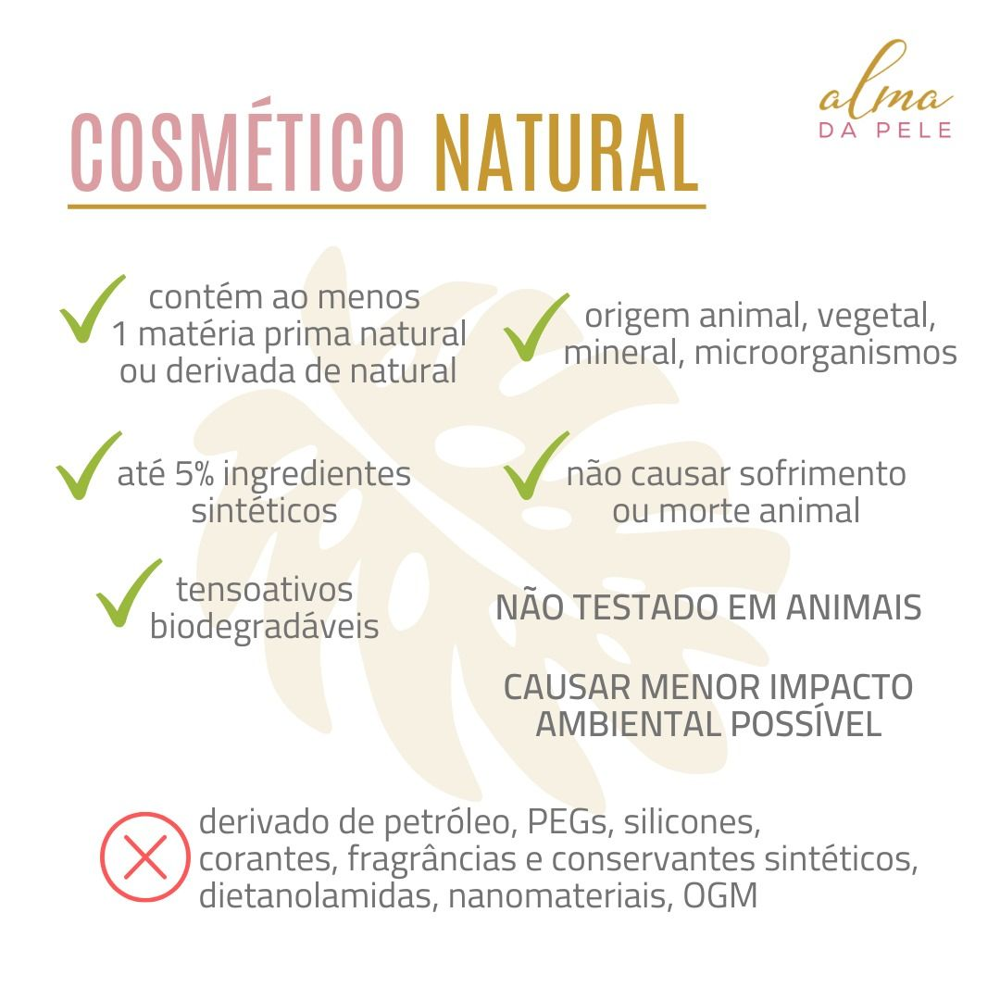 alma
DA PELE
COSMÉTICO NATURAL
contém ao menos
1 matéria prima natural
ou derivada de natural
origem animal, vegetal,
mineral, microorganismos
até 5% ingredientes
sintéticos
não causar sofrimento
ou morte animal
tensoativos
biodegradáveis
NÃO TESTADO EM ANIMAIS
CAUSAR MENOR IMPACTO
AMBIENTAL POSSÍVEL
derivado de petróleo, PEGs, silicones,
corantes, fragrâncias e conservantes sintéticos,
dietanolamidas, nanomateriais, OGM